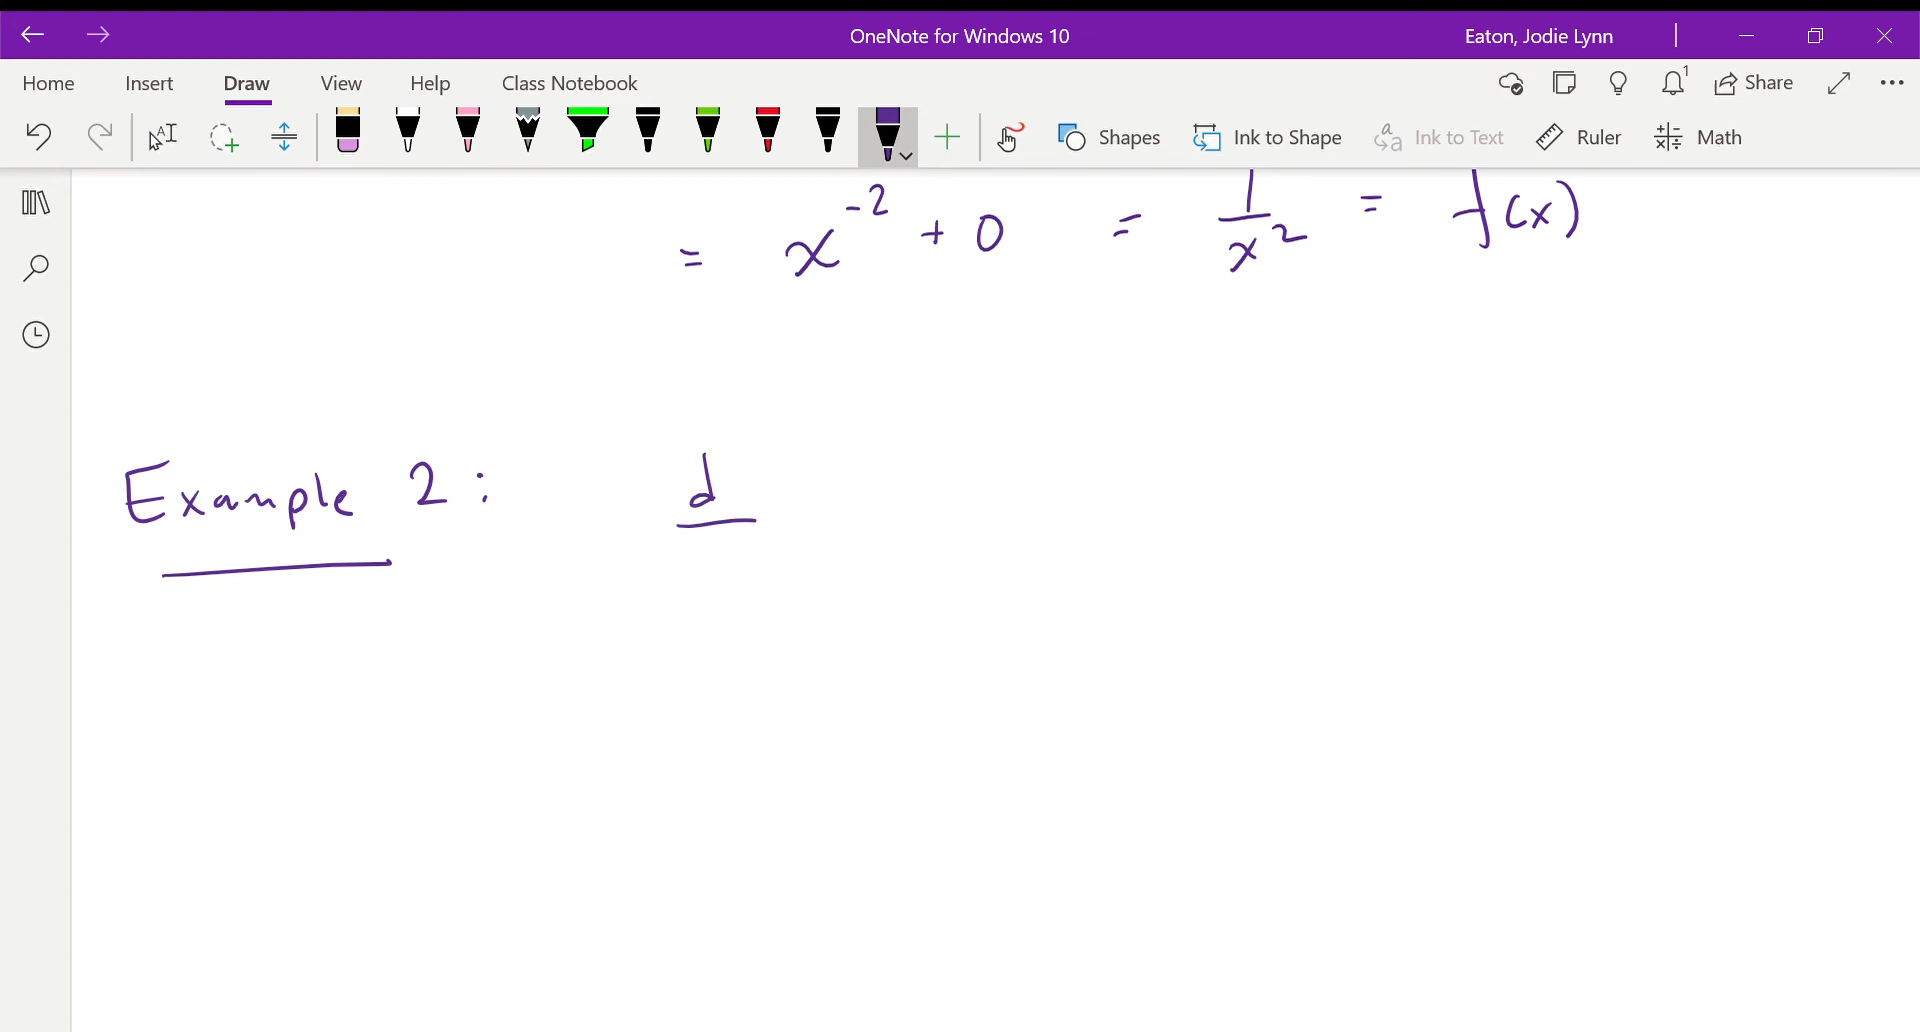 OneNote for Windows 10 Eaton, Jodie Lynn
Home Insert Draw View Help Class Notebook 1 Share
Shapes Ink to Shape Ink to Text Ruler Math
= x^-2 + 0 = 1/x^2 = f(x)
Example 2: d